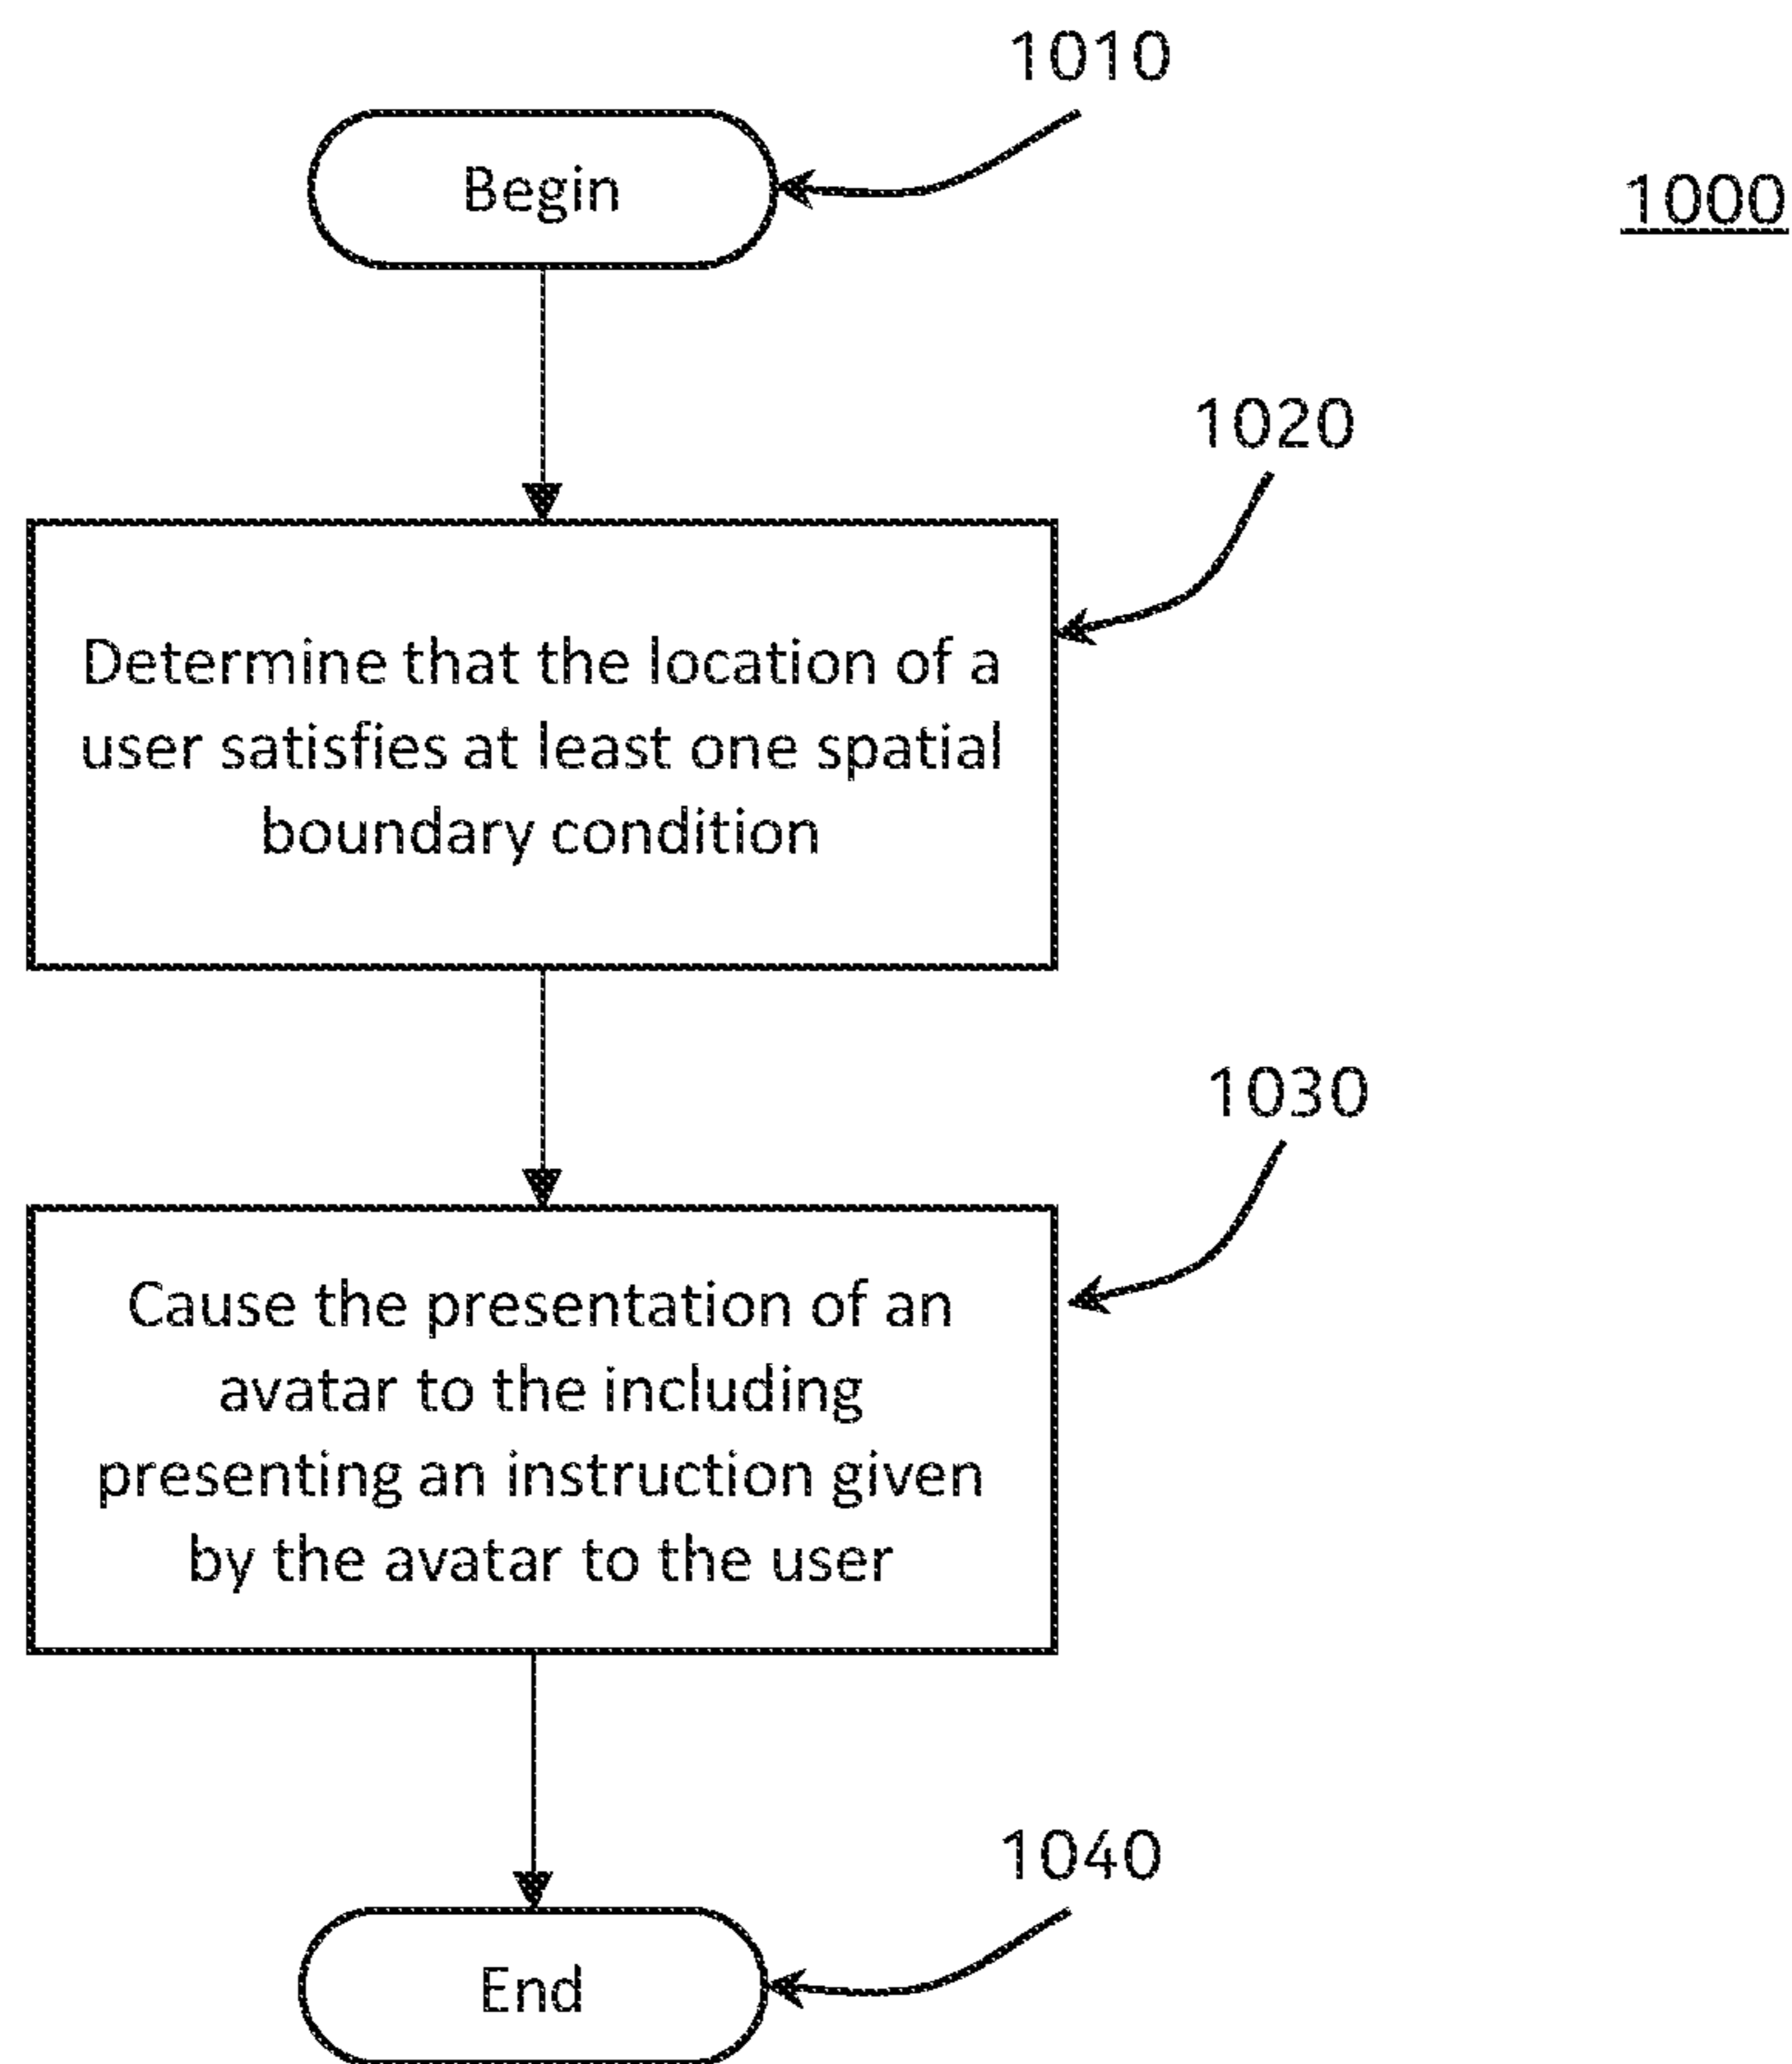 1010
Begin
1000
1020
Determine that the location of a
user satisfies at least one spatial
boundary condition
1030
Cause the presentation of an
avatar to the including
presenting an instruction given
by the avatar to the user
1040
End